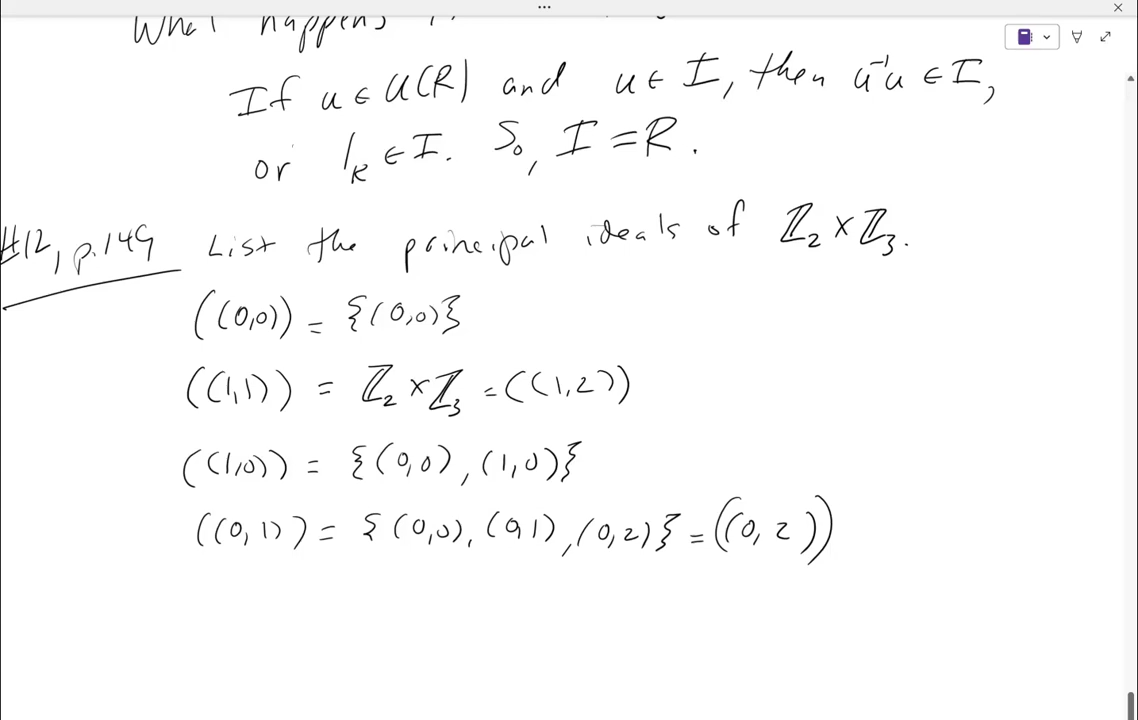 What happens
If u ∈ U(R) and u ∈ I, then u⁻¹u ∈ I,
or 1_R ∈ I. So, I = R.
#12, p.149 List the principal ideals of ℤ₂ × ℤ₃.
((0,0)) = {(0,0)}
((1,1)) = ℤ₂ × ℤ₃ = ((1,2))
((1,0)) = {(0,0), (1,0)}
((0,1)) = {(0,0), (0,1), (0,2)} = ((0,2))